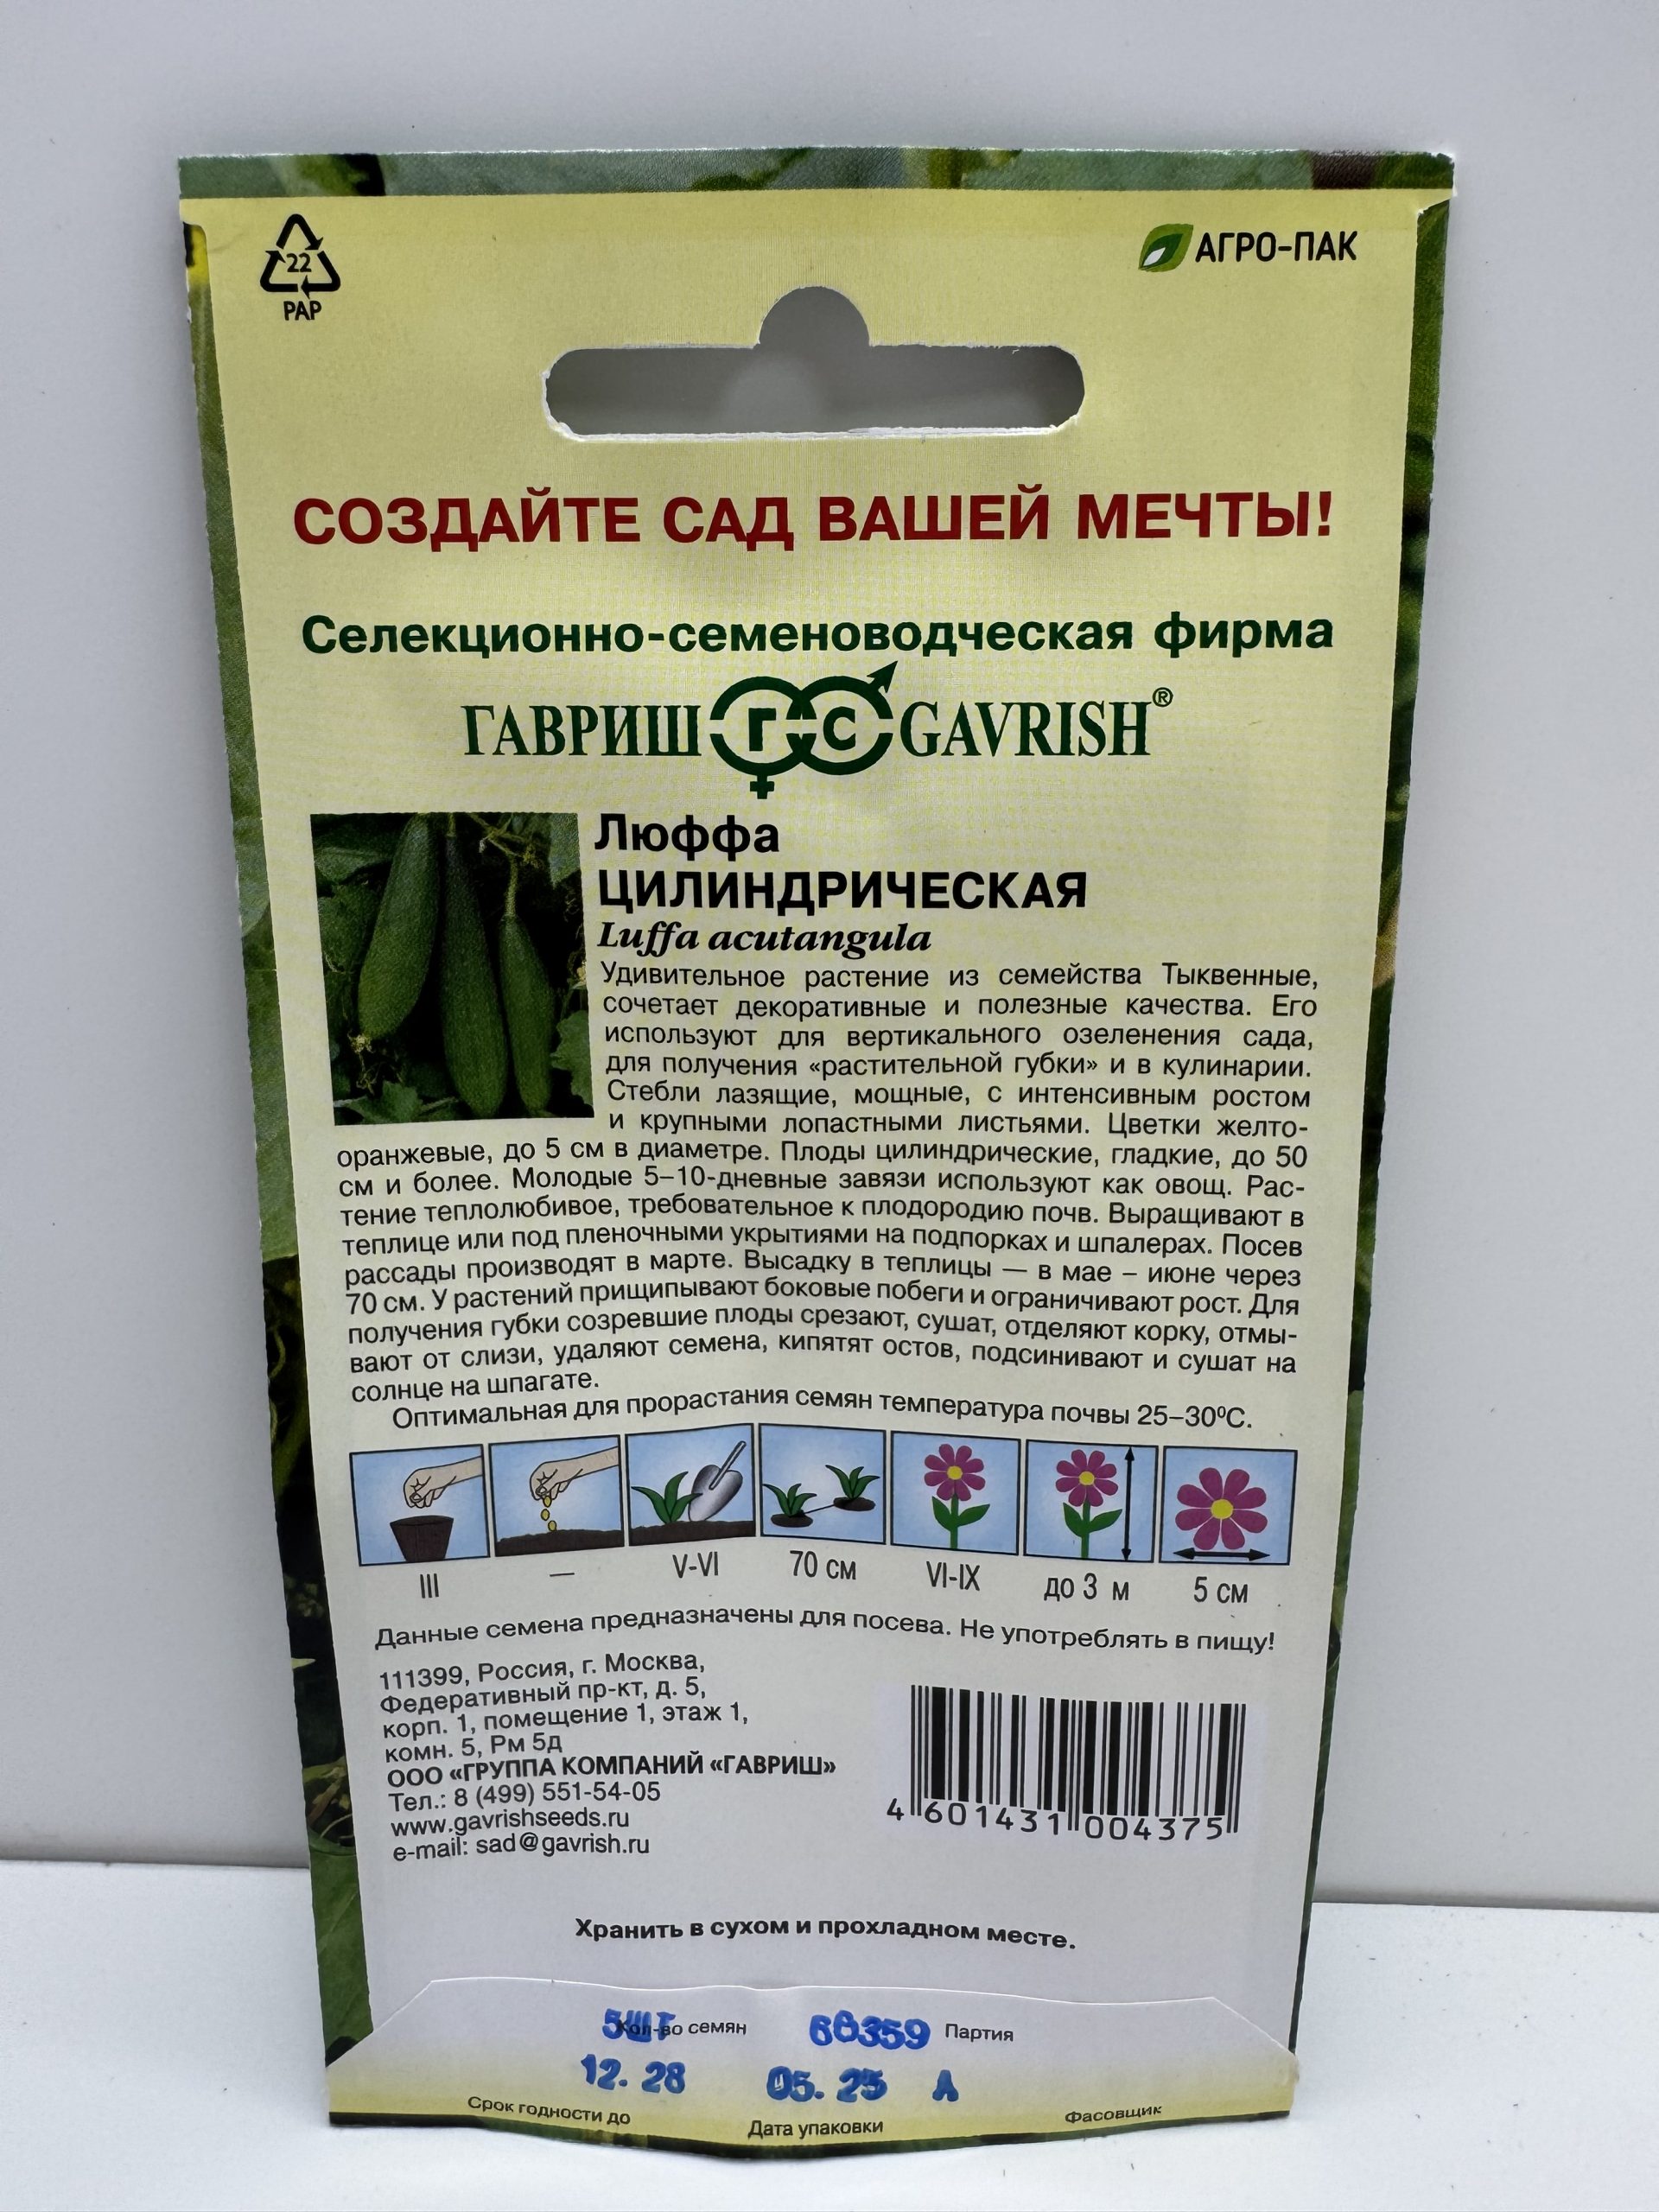 22
PAP
АГРО-ПАК
СОЗДАЙТЕ САД ВАШЕЙ МЕЧТЫ!
Селекционно-семеноводческая фирма
ГАВРИШ ГС GAVRISH®
Люффа
ЦИЛИНДРИЧЕСКАЯ
Luffa acutangula
Удивительное растение из семейства Тыквенные,
сочетает декоративные и полезные качества. Его
используют для вертикального озеленения сада,
для получения «растительной губки» и в кулинарии.
Стебли лазящие, мощные, с интенсивным ростом
и крупными лопастными листьями. Цветки желто-
оранжевые, до 5 см в диаметре. Плоды цилиндрические, гладкие, до 50
см и более. Молодые 5–10-дневные завязи используют как овощ. Рас-
тение теплолюбивое, требовательное к плодородию почв. Выращивают в
теплице или под пленочными укрытиями на подпорках и шпалерах. Посев
рассады производят в марте. Высадку в теплицы — в мае – июне через
70 см. У растений прищипывают боковые побеги и ограничивают рост. Для
получения губки созревшие плоды срезают, сушат, отделяют корку, отмы-
вают от слизи, удаляют семена, кипятят остов, подсинивают и сушат на
солнце на шпагате.
Оптимальная для прорастания семян температура почвы 25–30⁰С.
III — V-VI 70 см VI-IX до 3 м 5 см
Данные семена предназначены для посева. Не употреблять в пищу!
111399, Россия, г. Москва,
Федеративный пр-кт, д. 5,
корп. 1, помещение 1, этаж 1,
комн. 5, Рм 5д
ООО «ГРУППА КОМПАНИЙ «ГАВРИШ»
Тел.: 8 (499) 551-54-05
www.gavrishseeds.ru
e-mail: sad@gavrish.ru
4 601431 004375
Хранить в сухом и прохладном месте.
5ШТ Кол-во семян 66359 Партия
12. 28 05. 25 А
Срок годности до Дата упаковки Фасовщик